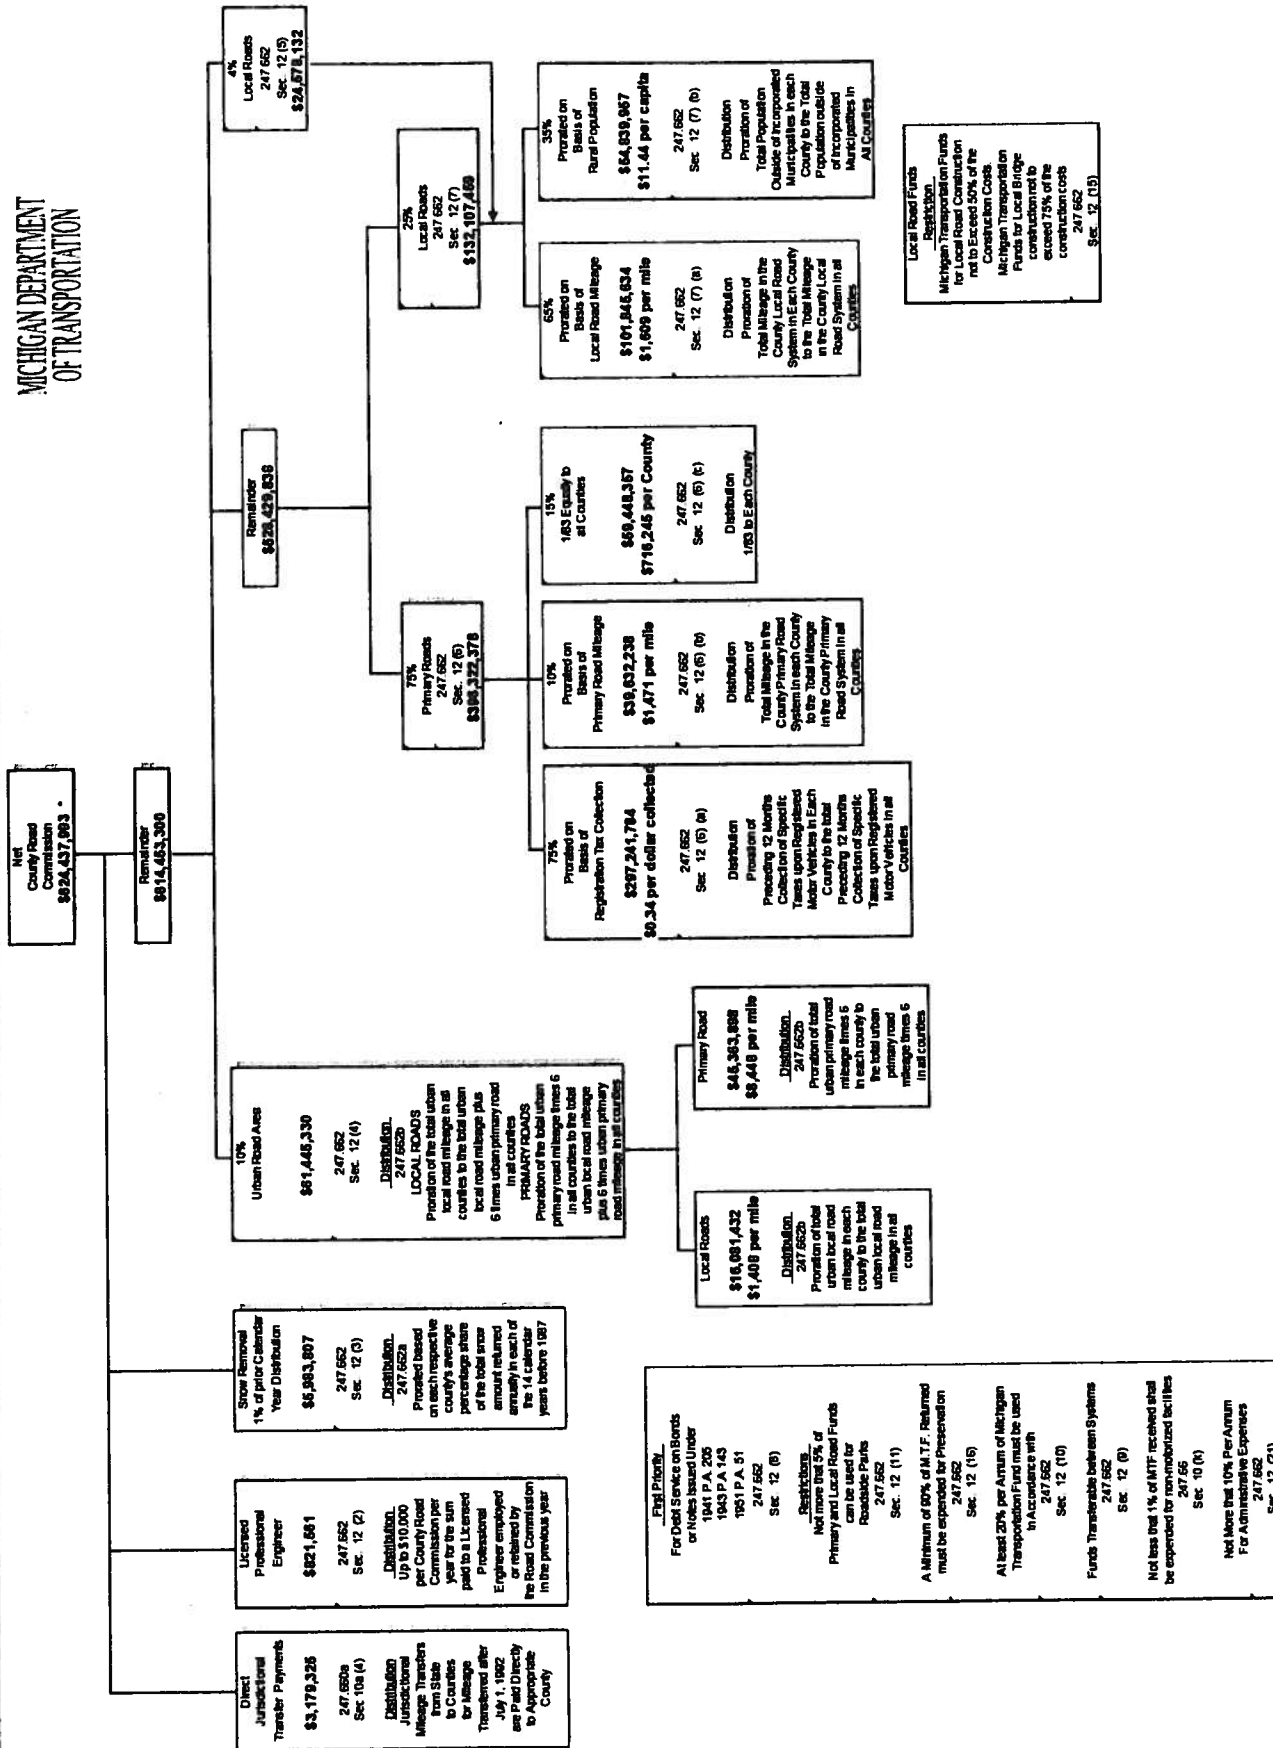 MICHIGAN DEPARTMENT
OF TRANSPORTATION
Net
County Road
Commission
$624,437,993 *
Remainder
$614,453,300
Direct
Jurisdictional
Transfer Payments
$3,179,325
247.660a
Sec 10a (4)
Distribution
Jurisdictional
Mileage Transfers
from State
to Counties
for Mileage
Transferred after
July 1, 1992
are Paid Directly
to Appropriate
County
Licensed
Professional
Engineer
$821,561
247.662
Sec. 12 (2)
Distribution
Up to $10,000
per County Road
Commission per
year for the sum
paid to a Licensed
Professional
Engineer employed
or retained by
the Road Commission
in the previous year
Snow Removal
1% of prior Calendar
Year Distribution
$5,983,807
247.662
Sec. 12 (3)
Distribution
247.662a
Prorated based
on each respective
county's average
percentage share
of the total snow
amount returned
annually in each of
the 14 calendar
years before 1987
10%
Urban Road Area
$61,445,330
247.662
Sec. 12 (4)
Distribution
247.662b
LOCAL ROADS
Proration of the total urban
local road mileage in all
counties to the total urban
local road mileage plus
6 times urban primary road
in all counties
PRIMARY ROADS
Proration of the total urban
primary road mileage times 6
in all counties to the total
urban local road mileage
plus 6 times urban primary
road mileage in all counties
Local Roads
$16,081,432
$1,408 per mile
Distribution
247.662b
Proration of total
urban local road
mileage in each
county to the total
urban local road
mileage in all
counties
Primary Road
$45,363,898
$8,448 per mile
Distribution
247.662b
Proration of total
urban primary road
mileage times 6
in each county to
the total urban
primary road
mileage times 6
in all counties
Remainder
$528,429,838
4%
Local Roads
247.662
Sec. 12 (5)
$24,578,132
75%
Primary Roads
247.662
Sec. 12 (6)
$396,322,378
25%
Local Roads
247.662
Sec. 12 (7)
$132,107,459
75%
Prorated on
Basis of
Registration Tax Collection
$297,241,784
$0.34 per dollar collected
247.662
Sec 12 (6) (a)
Distribution
Proration of
Preceding 12 Months
Collection of Specific
Taxes upon Registered
Motor Vehicles in Each
County to the total
Preceding 12 Months
Collection of Specific
Taxes upon Registered
Motor Vehicles in all
Counties
10%
Prorated on
Basis of
Primary Road Mileage
$39,632,238
$1,471 per mile
247.662
Sec 12 (6) (b)
Distribution
Proration of
Total Mileage in the
County Primary Road
System in each County
to the Total Mileage
in the County Primary
Road System in all
Counties
15%
1/83 Equally to
all Counties
$59,448,357
$716,245 per County
247.662
Sec 12 (6) (c)
Distribution
1/83 to Each County
65%
Prorated on
Basis of
Local Road Mileage
$101,845,634
$1,609 per mile
247.662
Sec. 12 (7) (a)
Distribution
Proration of
Total Mileage in the
County Local Road
System in Each County
to the Total Mileage
in the County Local
Road System in all
Counties
35%
Prorated on
Basis of
Rural Population
$54,839,957
$11.44 per capita
247.662
Sec 12 (7) (b)
Distribution
Proration of
Total Population
Outside of Incorporated
Municipalities in each
County to the Total
Population outside
of Incorporated
Municipalities in
All Counties
Local Road Funds
Restriction
Michigan Transportation Funds
for Local Road Construction
not to Exceed 50% of the
Construction Costs.
Michigan Transportation
Funds for Local Bridge
construction not to
exceed 75% of the
construction costs
247.662
Sec. 12 (15)
First Priority
For Debt Service on Bonds
or Notes Issued Under
1941 P.A. 205
1943 P.A. 143
1951 P.A. 51
247.662
Sec. 12 (8)
Restrictions
Not more that 5% of
Primary and Local Road Funds
can be used for
Roadside Parks
247.662
Sec. 12 (11)
A Minimum of 90% of M.T.F. Returned
must be expended for Preservation
247.662
Sec. 12 (16)
At least 20% per Annum of Michigan
Transportation Fund must be used
in Accordance with
247.662
Sec. 12 (10)
Funds Transferable between Systems
247.662
Sec 12 (9)
Not less that 1% of MTF received shall
be expended for non-motorized facilities
247.66
Sec 10 (k)
Not More that 10% Per Annum
For Administrative Expenses
247.662
Sec 12 (21)